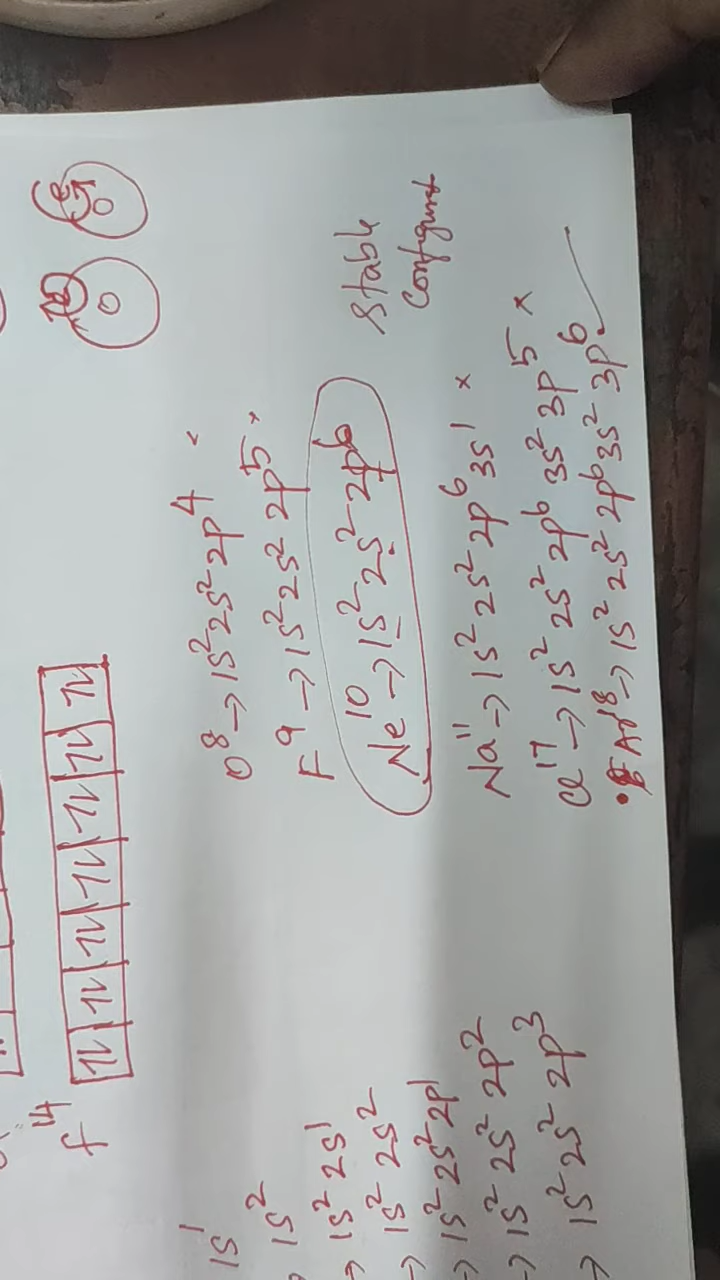 f¹⁴
1s¹
1s²
→ 1s² 2s¹
→ 1s² 2s²
→ 1s² 2s² 2p¹
→ 1s² 2s² 2p²
→ 1s² 2s² 2p³
O⁸ → 1s² 2s² 2p⁴
F⁹ → 1s² 2s² 2p⁵ ×
Ne¹⁰ → 1s² 2s² 2p⁶
Stable
Na¹¹ → 1s² 2s² 2p⁶ 3s¹ ×
Cl¹⁷ → 1s² 2s² 2p⁶ 3s² 3p⁵ ×
Ar¹⁸ → 1s² 2s² 2p⁶ 3s² 3p⁶ ✓